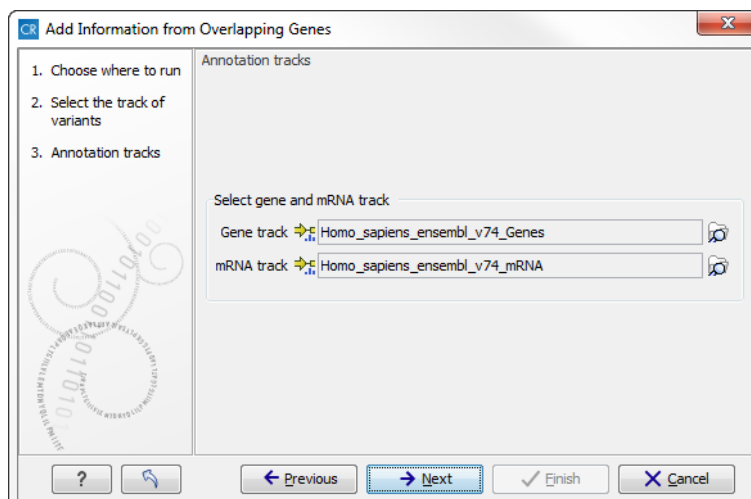 CR Add Information from Overlapping Genes
1. Choose where to run
2. Select the track of
variants
3. Annotation tracks
Annotation tracks
Select gene and mRNA track
Gene track Homo_sapiens_ensembl_v74_Genes
mRNA track Homo_sapiens_ensembl_v74_mRNA
? Previous Next Finish Cancel